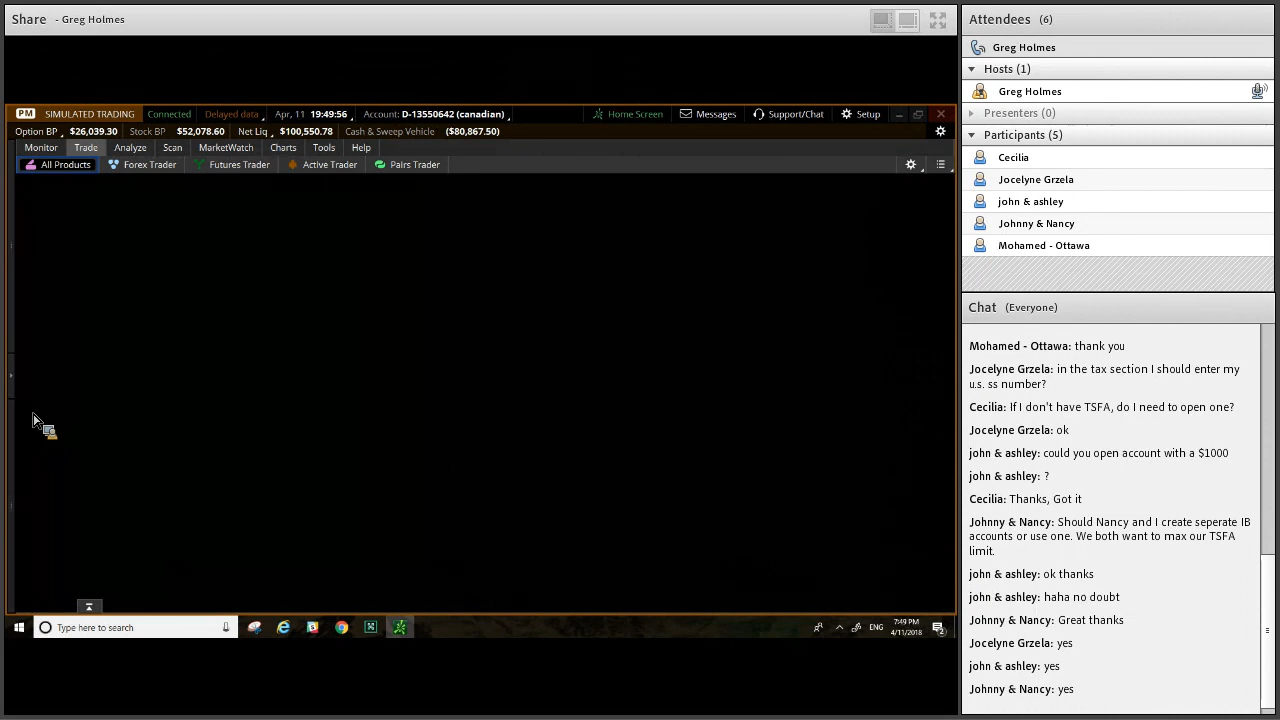 Share - Greg Holmes
PM SIMULATED TRADING Connected Delayed data Apr, 11 19:49:56 Account: D-13550642 (canadian) Home Screen Messages Support/Chat Setup
Option BP $26,039.30 Stock BP $52,078.60 Net Liq $100,550.78 Cash & Sweep Vehicle ($80,867.50)
Monitor Trade Analyze Scan MarketWatch Charts Tools Help
All Products Forex Trader Futures Trader Active Trader Pairs Trader
Type here to search
ENG
7:49 PM
4/11/2018
2
Attendees (6)
Greg Holmes
Hosts (1)
Greg Holmes
Presenters (0)
Participants (5)
Cecilia
Jocelyne Grzela
john & ashley
Johnny & Nancy
Mohamed - Ottawa
Chat (Everyone)
Mohamed - Ottawa: thank you
Jocelyne Grzela: in the tax section I should enter my
u.s. ss number?
Cecilia: If I don't have TSFA, do I need to open one?
Jocelyne Grzela: ok
john & ashley: could you open account with a $1000
john & ashley: ?
Cecilia: Thanks, Got it
Johnny & Nancy: Should Nancy and I create seperate IB
accounts or use one. We both want to max our TSFA
limit.
john & ashley: ok thanks
john & ashley: haha no doubt
Johnny & Nancy: Great thanks
Jocelyne Grzela: yes
john & ashley: yes
Johnny & Nancy: yes